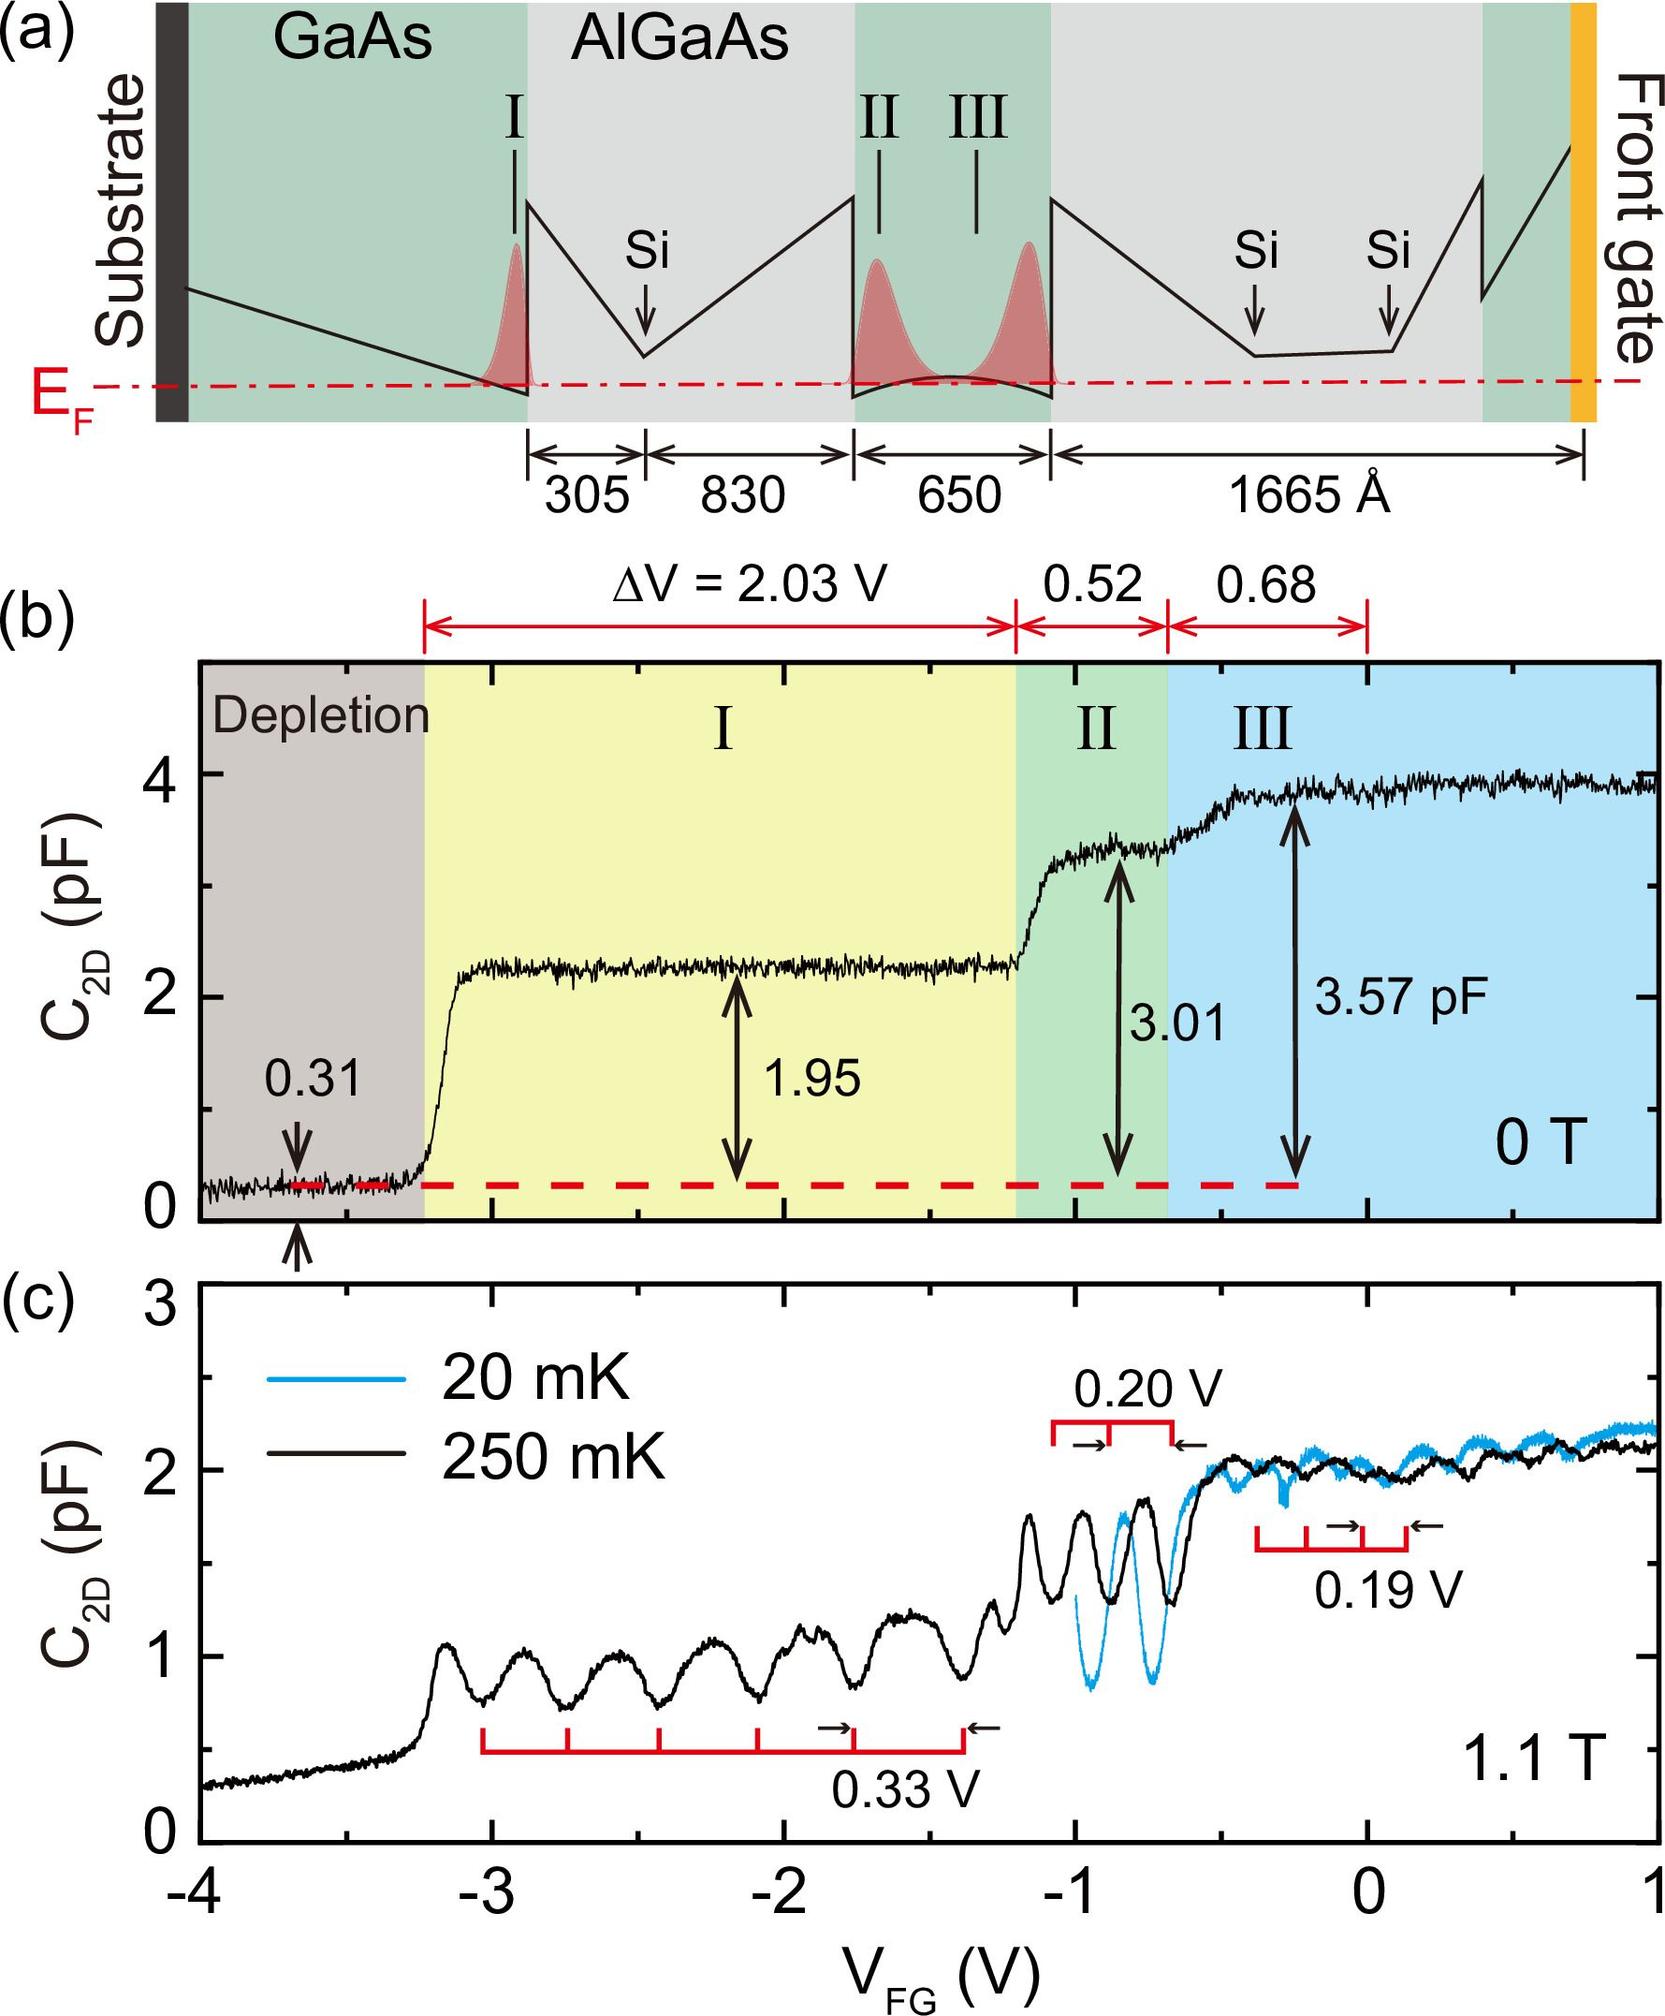 (a)
GaAs
AlGaAs
Substrate
I
II
III
Si
Si
Si
Front gate
E_F
305
830
650
1665 Å
(b)
ΔV = 2.03 V
0.52
0.68
Depletion
I
II
III
4
2
0
C_2D (pF)
0.31
1.95
3.01
3.57 pF
0 T
(c)
3
2
1
0
C_2D (pF)
20 mK
250 mK
0.20 V
0.19 V
0.33 V
1.1 T
-4
-3
-2
-1
0
1
V_FG (V)